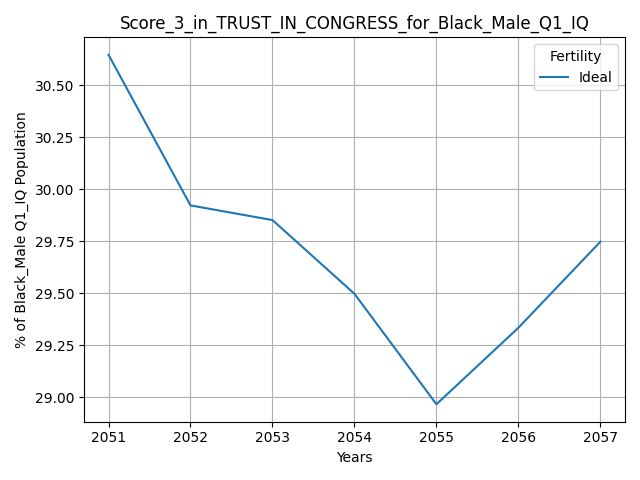 Score_3_in_TRUST_IN_CONGRESS_for_Black_Male_Q1_IQ
Fertility
Ideal
% of Black_Male Q1_IQ Population
30.50
30.25
30.00
29.75
29.50
29.25
29.00
2051 2052 2053 2054 2055 2056 2057
Years